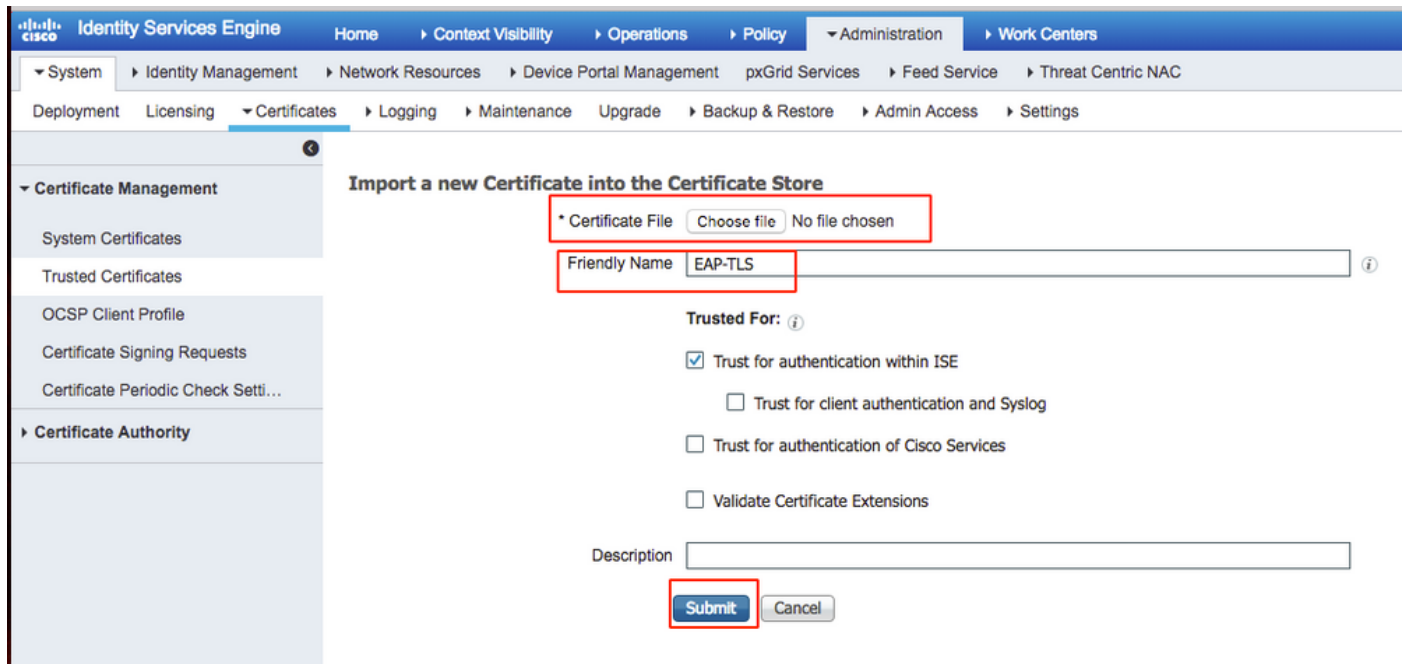 cisco Identity Services Engine Home Context Visibility Operations Policy Administration Work Centers
System Identity Management Network Resources Device Portal Management pxGrid Services Feed Service Threat Centric NAC
Deployment Licensing Certificates Logging Maintenance Upgrade Backup & Restore Admin Access Settings
Certificate Management
System Certificates
Trusted Certificates
OCSP Client Profile
Certificate Signing Requests
Certificate Periodic Check Setti...
Certificate Authority
Import a new Certificate into the Certificate Store
* Certificate File Choose file No file chosen
Friendly Name EAP-TLS
Trusted For:
Trust for authentication within ISE
Trust for client authentication and Syslog
Trust for authentication of Cisco Services
Validate Certificate Extensions
Description
Submit Cancel